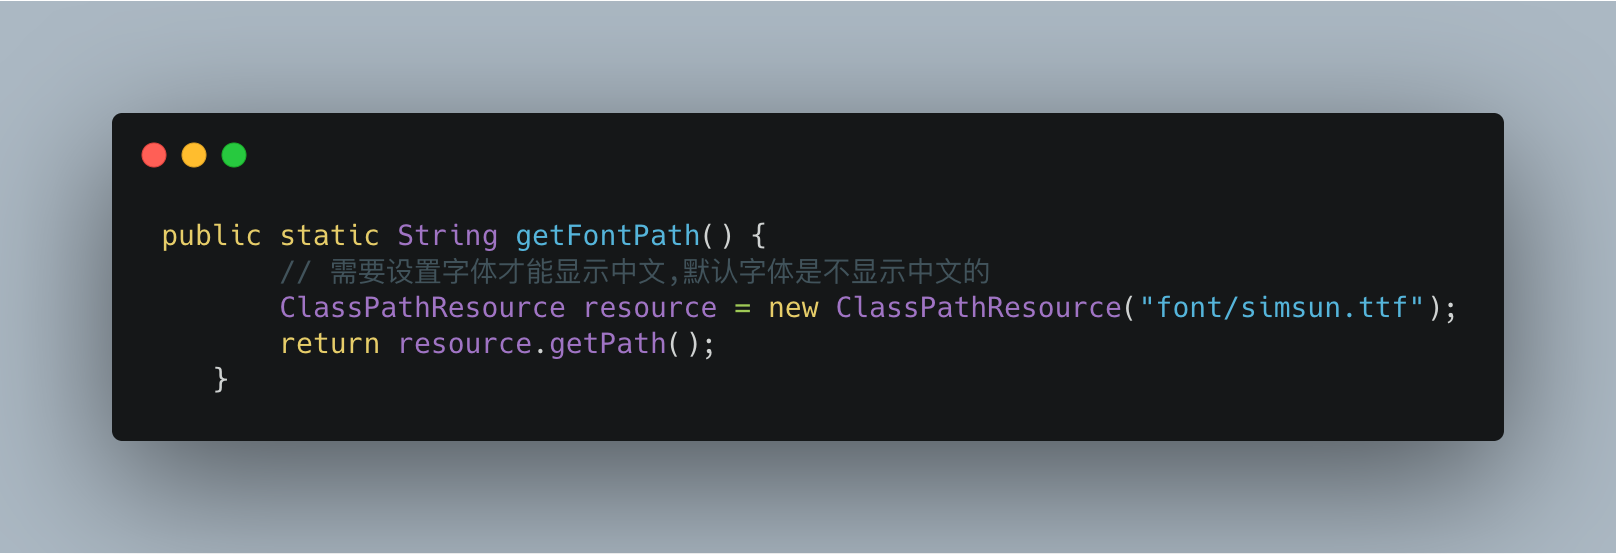 public static String getFontPath() {
        // 需要设置字体才能显示中文,默认字体是不显示中文的
        ClassPathResource resource = new ClassPathResource("font/simsun.ttf");
        return resource.getPath();
    }